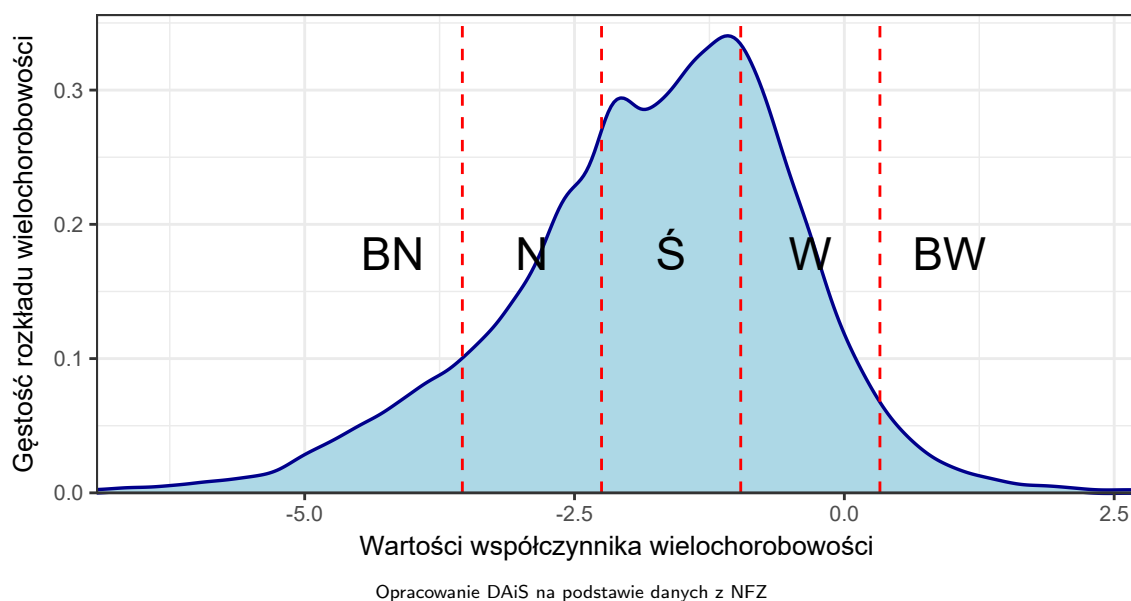 Gęstość rozkładu wielochorobowości
0.3
0.2
0.1
0.0
BN N Ś W BW
-5.0 -2.5 0.0 2.5
Wartości współczynnika wielochorobowości
Opracowanie DAiS na podstawie danych z NFZ